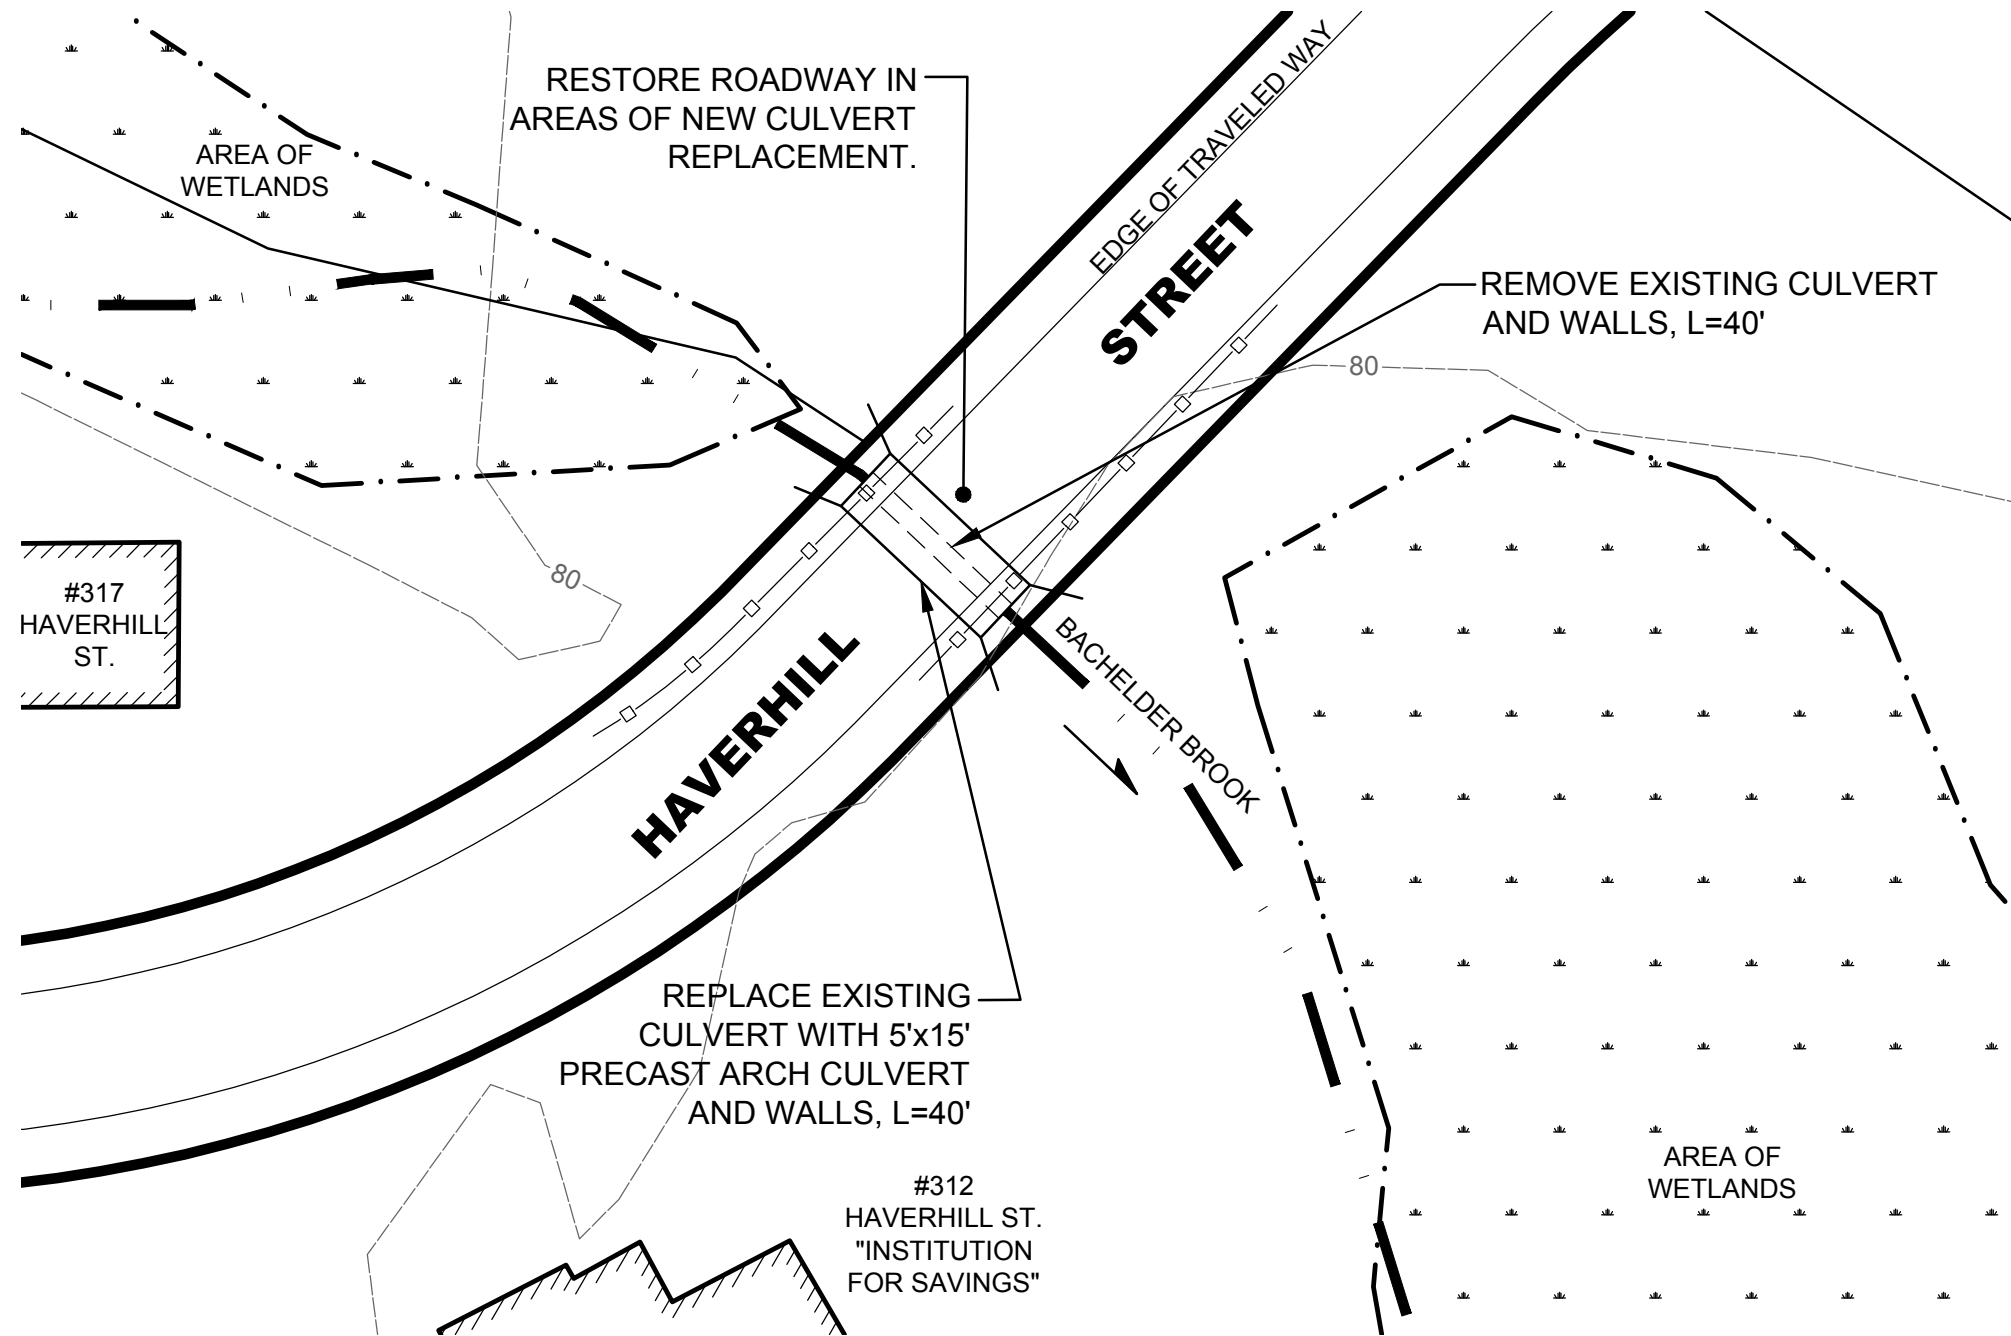 RESTORE ROADWAY IN
AREAS OF NEW CULVERT
REPLACEMENT.
EDGE OF TRAVELED WAY
AREA OF
WETLANDS
STREET
REMOVE EXISTING CULVERT
AND WALLS, L=40'
80
80
#317
HAVERHILL
ST.
HAVERHILL
BACHELDER BROOK
REPLACE EXISTING
CULVERT WITH 5'x15'
PRECAST ARCH CULVERT
AND WALLS, L=40'
AREA OF
WETLANDS
#312
HAVERHILL ST.
"INSTITUTION
FOR SAVINGS"